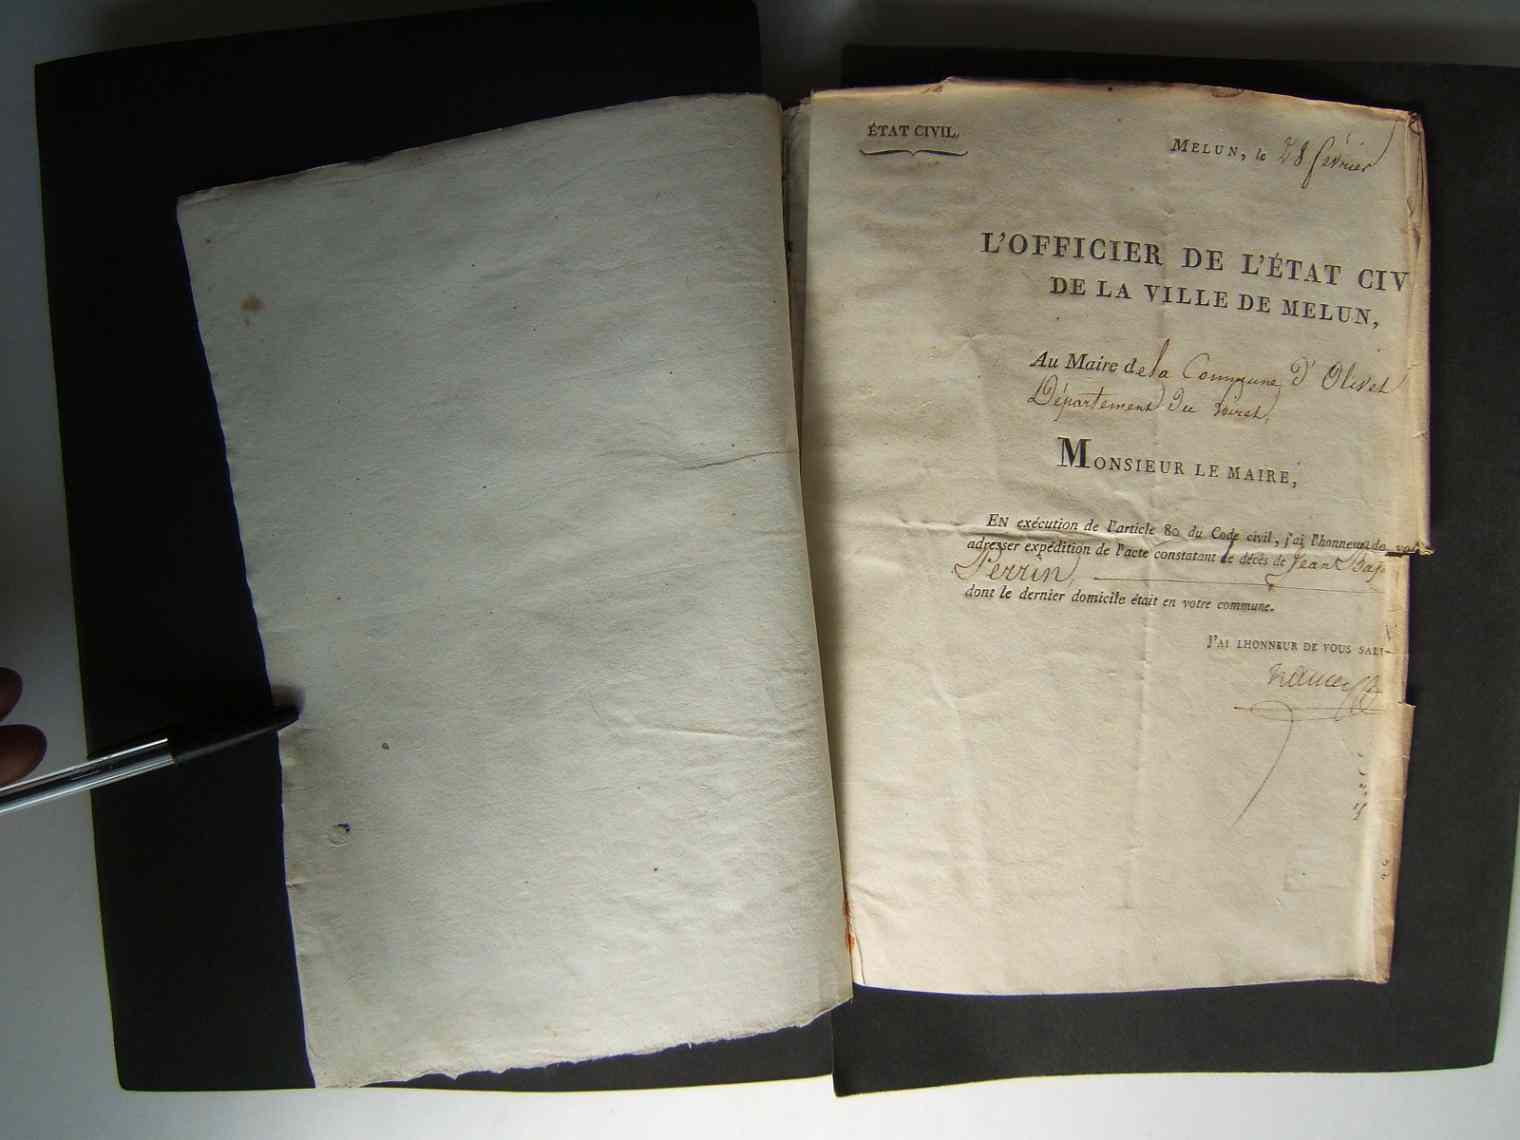 ÉTAT CIVIL.
MELUN, le 28 février
L'OFFICIER DE L'ÉTAT CIV
DE LA VILLE DE MELUN,
Au Maire de la Commune d'Olivet
Département du Loiret,
MONSIEUR LE MAIRE,
EN exécution de l'article 80 du Code civil, j'ai l'honneur de vous
adresser expédition de l'acte constatant le décès de Jean Bap
Perrin,
dont le dernier domicile était en votre commune.
J'AI LHONNEUR DE VOUS SALU-